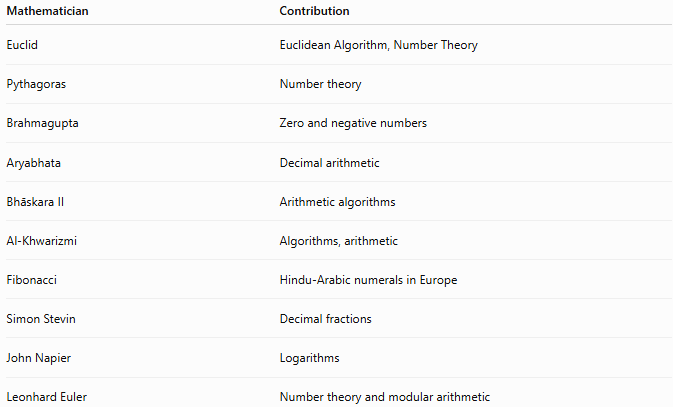 Mathematician Contribution
Euclid Euclidean Algorithm, Number Theory
Pythagoras Number theory
Brahmagupta Zero and negative numbers
Aryabhata Decimal arithmetic
Bhāskara II Arithmetic algorithms
Al-Khwarizmi Algorithms, arithmetic
Fibonacci Hindu-Arabic numerals in Europe
Simon Stevin Decimal fractions
John Napier Logarithms
Leonhard Euler Number theory and modular arithmetic